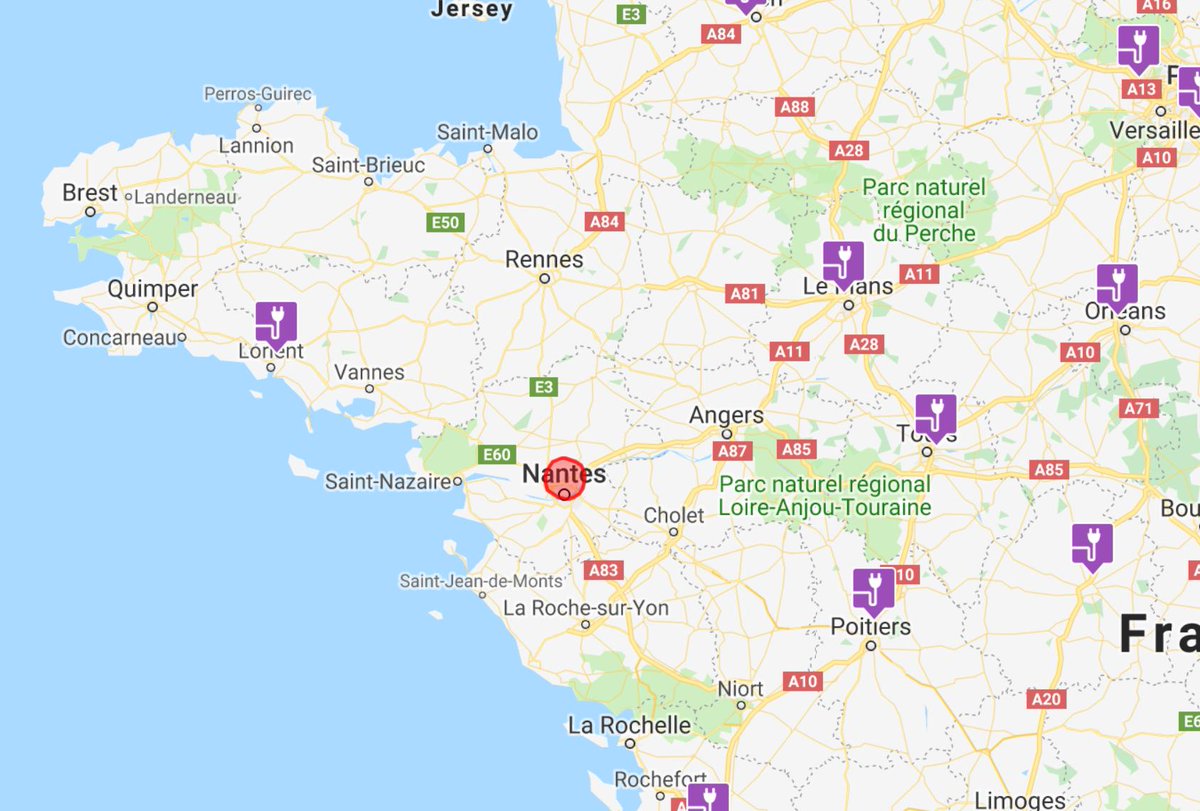 Jersey
E3
A84
A16
A13
Versaille
A10
Perros-Guirec
Lannion
Saint-Malo
Saint-Brieuc
A88
A28
Brest
Landerneau
E50
A84
Parc naturel
régional
du Perche
Rennes
Quimper
A81
Le Mans
A11
Orléans
Concarneau
Lorient
Vannes
A11
A28
A10
E3
Angers
A71
Tours
E60
A87
A85
Nantes
Saint-Nazaire
Parc naturel régional
Loire-Anjou-Touraine
A85
Bou
Cholet
A83
Saint-Jean-de-Monts
La Roche-sur-Yon
10
Poitiers
Fra
Niort
A10
A20
E6
La Rochelle
Rochefort
Limoges